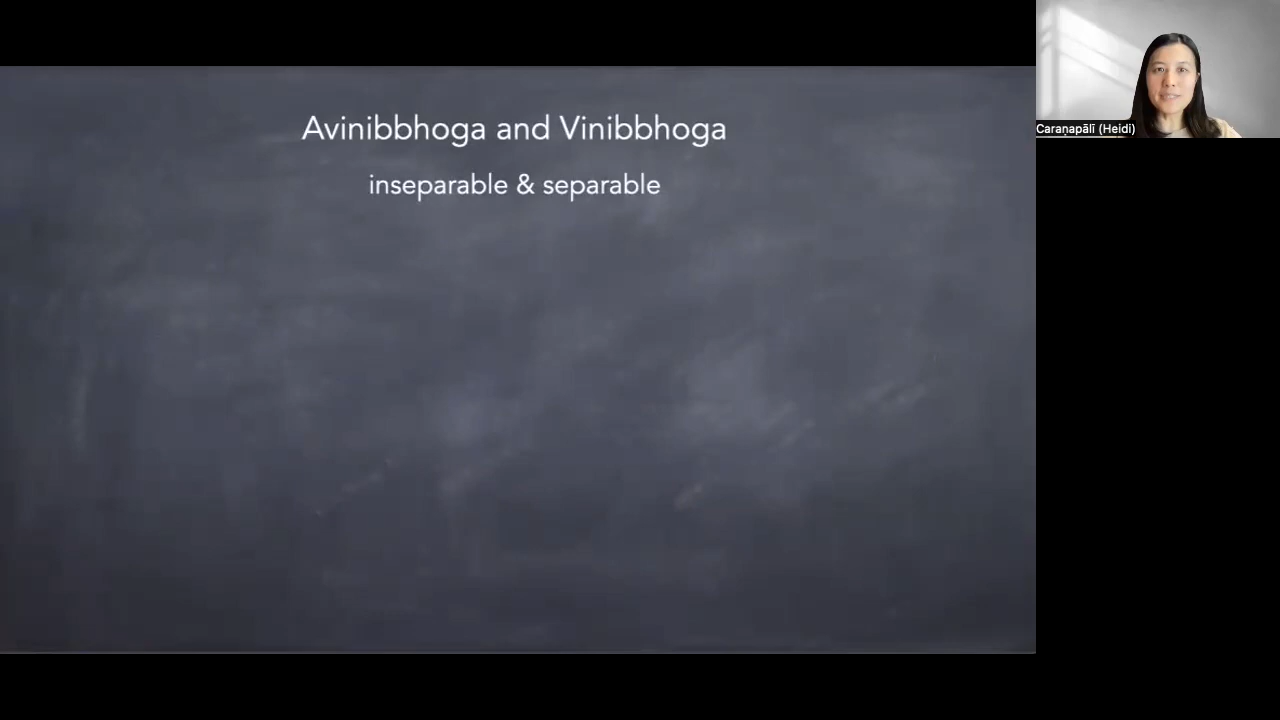 Avinibbhoga and Vinibbhoga
inseparable & separable
Caraṇapālī (Heidi)